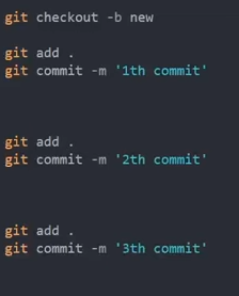 git checkout -b new
git add .
git commit -m '1th commit'
git add .
git commit -m '2th commit'
git add .
git commit -m '3th commit'